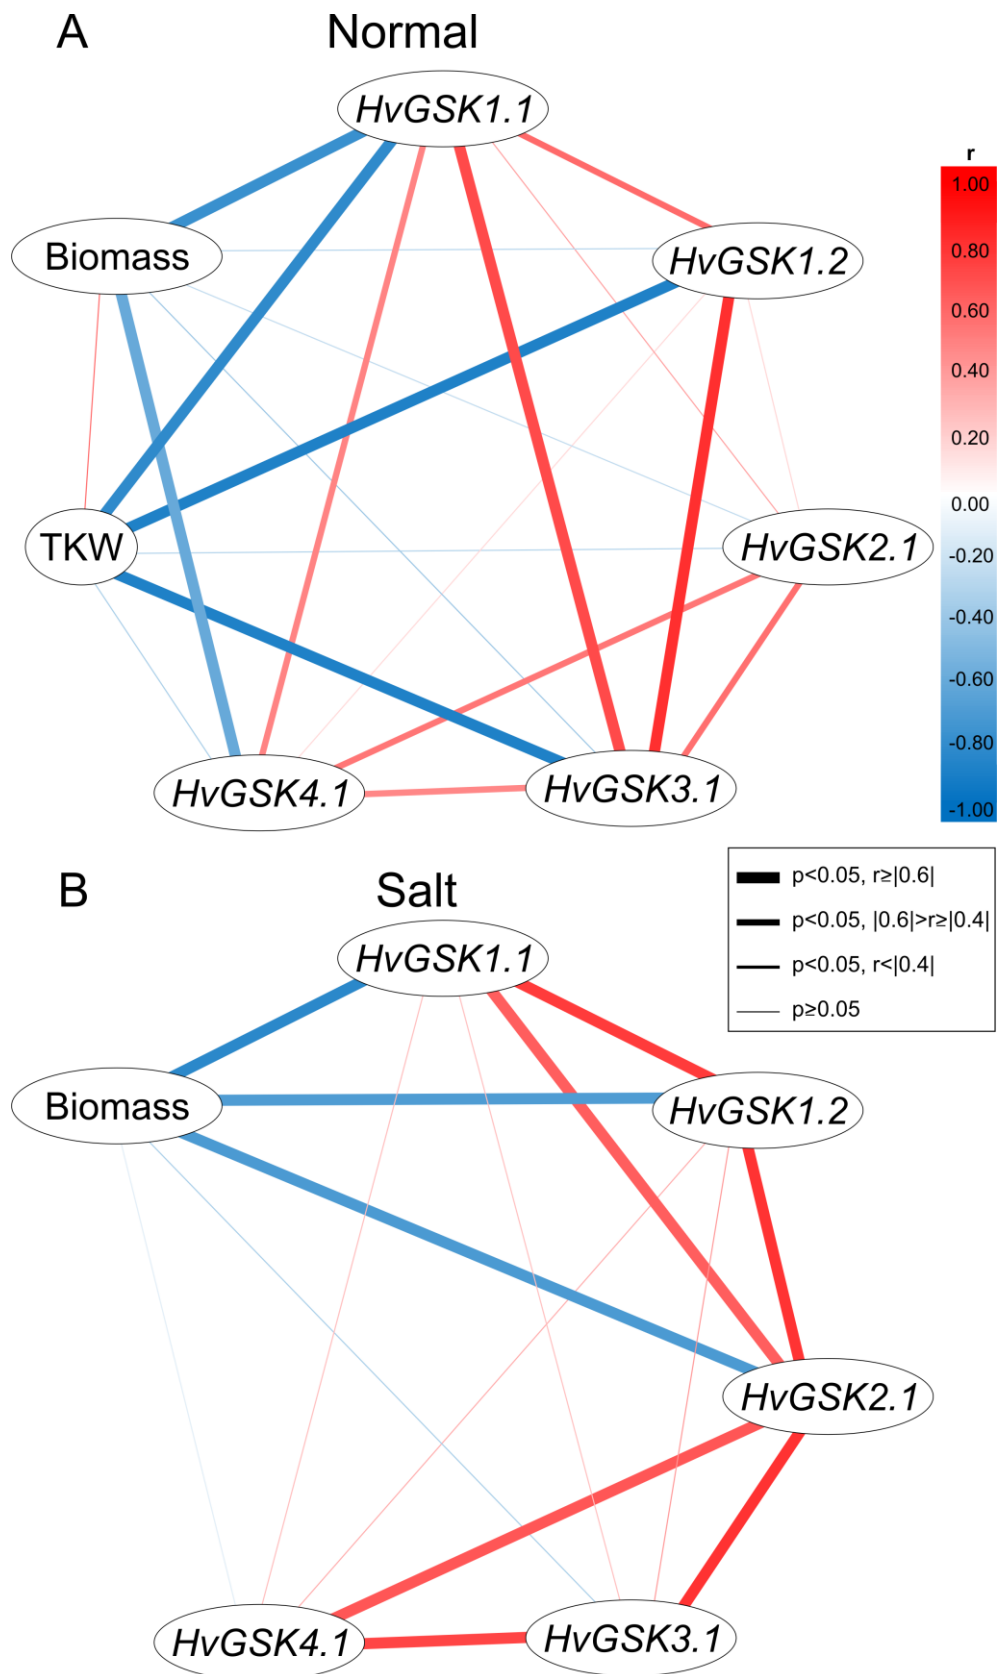 A
Normal
HvGSK1.1
Biomass
HvGSK1.2
TKW
HvGSK2.1
HvGSK4.1
HvGSK3.1
r
1.00
0.80
0.60
0.40
0.20
0.00
-0.20
-0.40
-0.60
-0.80
-1.00
p<0.05, r≥|0.6|
p<0.05, |0.6|>r≥|0.4|
p<0.05, r<|0.4|
p≥0.05
B
Salt
HvGSK1.1
Biomass
HvGSK1.2
HvGSK2.1
HvGSK4.1
HvGSK3.1